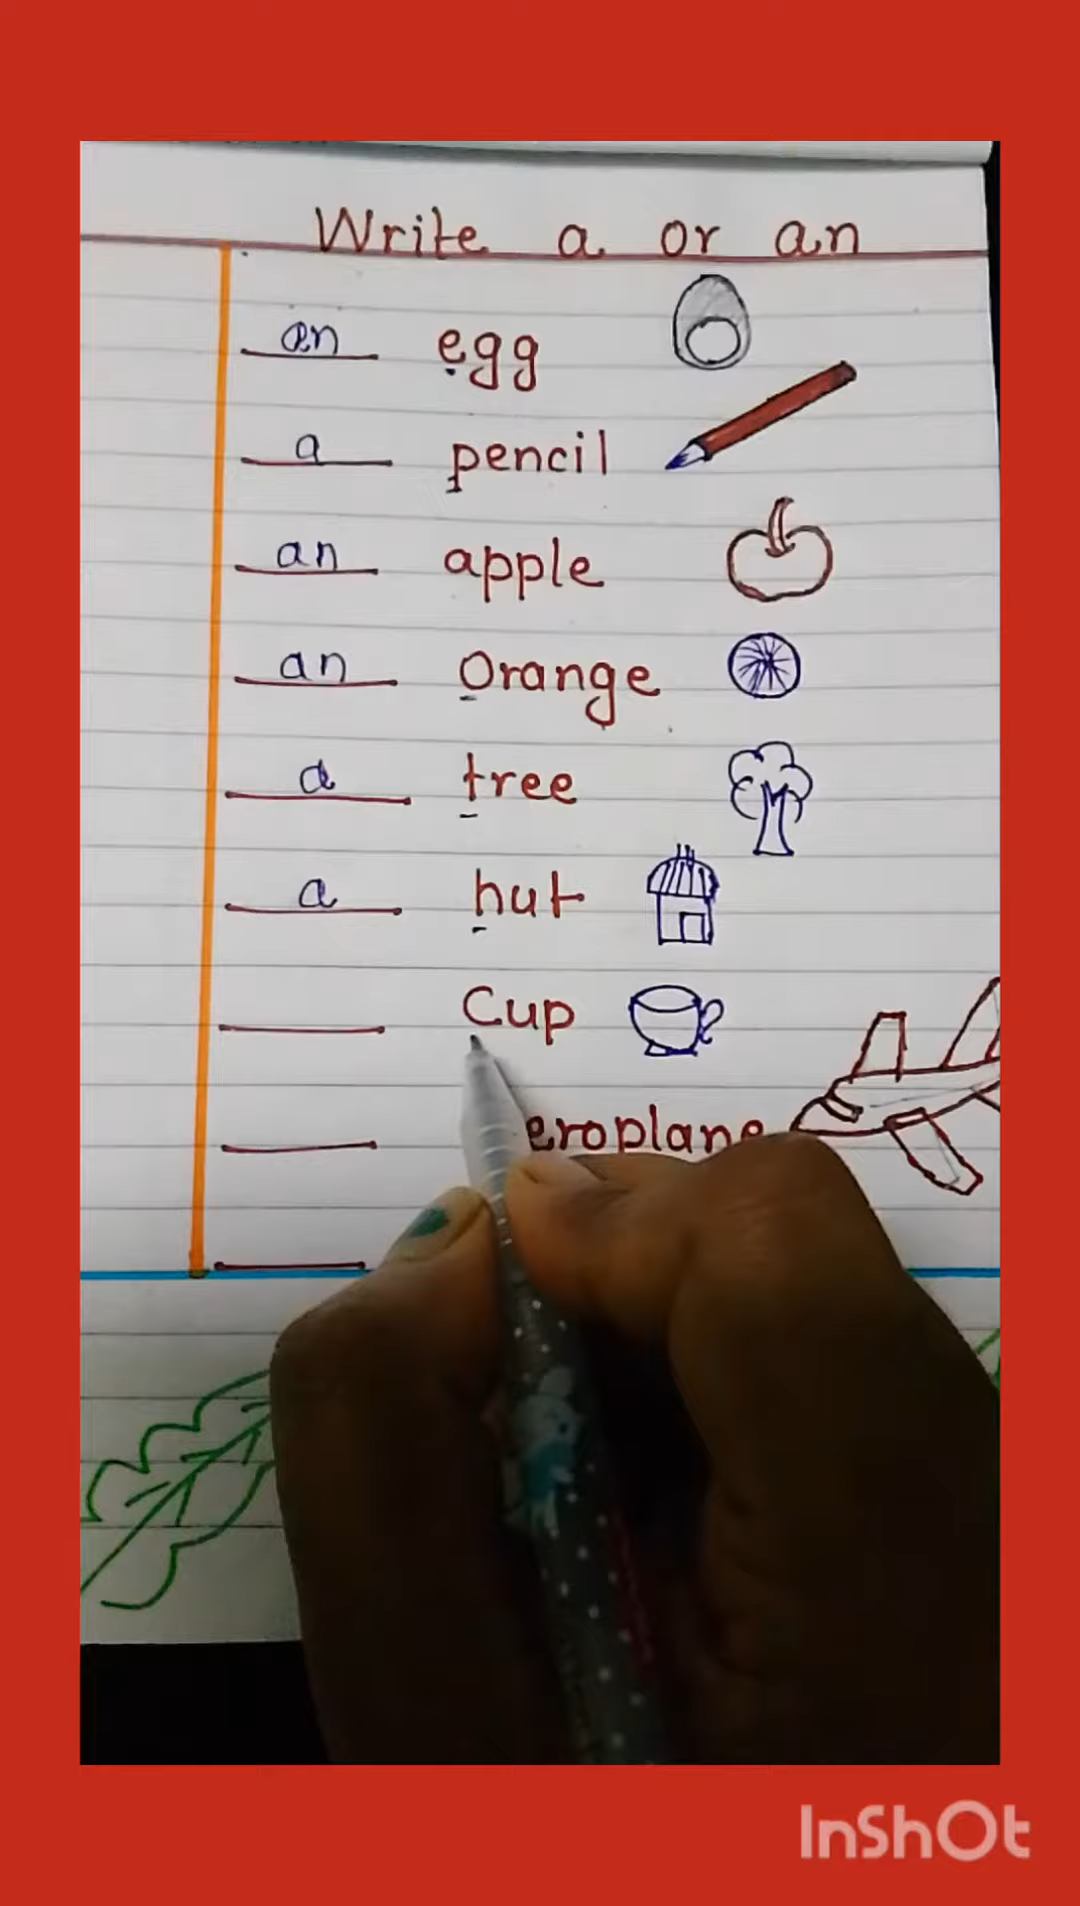 Write a or an
an egg
a pencil
an apple
an Orange
a tree
a hut
Cup
eroplane
InShOt